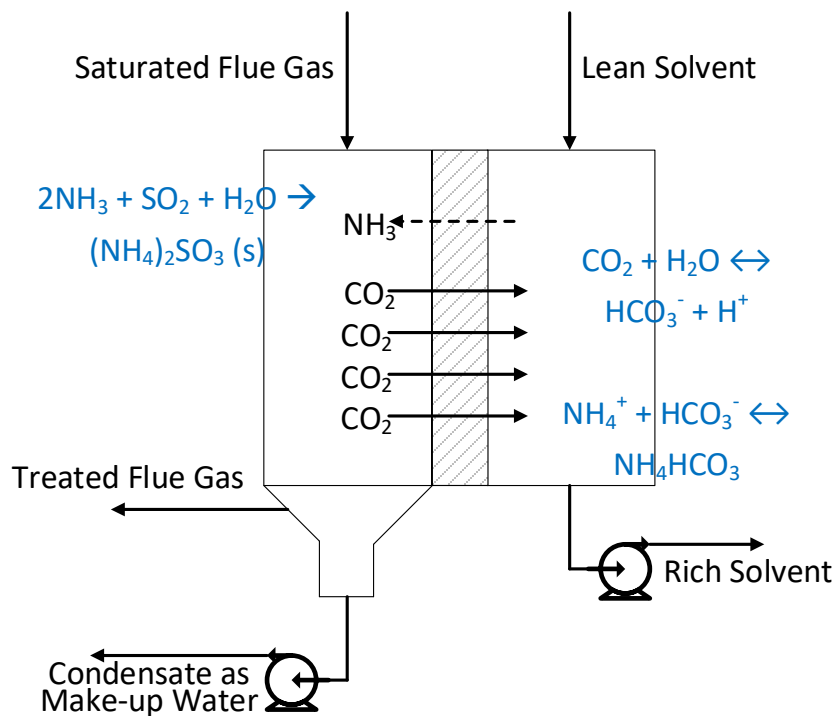 Saturated Flue Gas
Lean Solvent
2NH₃ + SO₂ + H₂O →
(NH₄)₂SO₃ (s)
NH₃
CO₂
CO₂
CO₂
CO₂
CO₂ + H₂O ↔
HCO₃⁻ + H⁺
NH₄⁺ + HCO₃⁻ ↔
NH₄HCO₃
Treated Flue Gas
Rich Solvent
Condensate as
Make-up Water